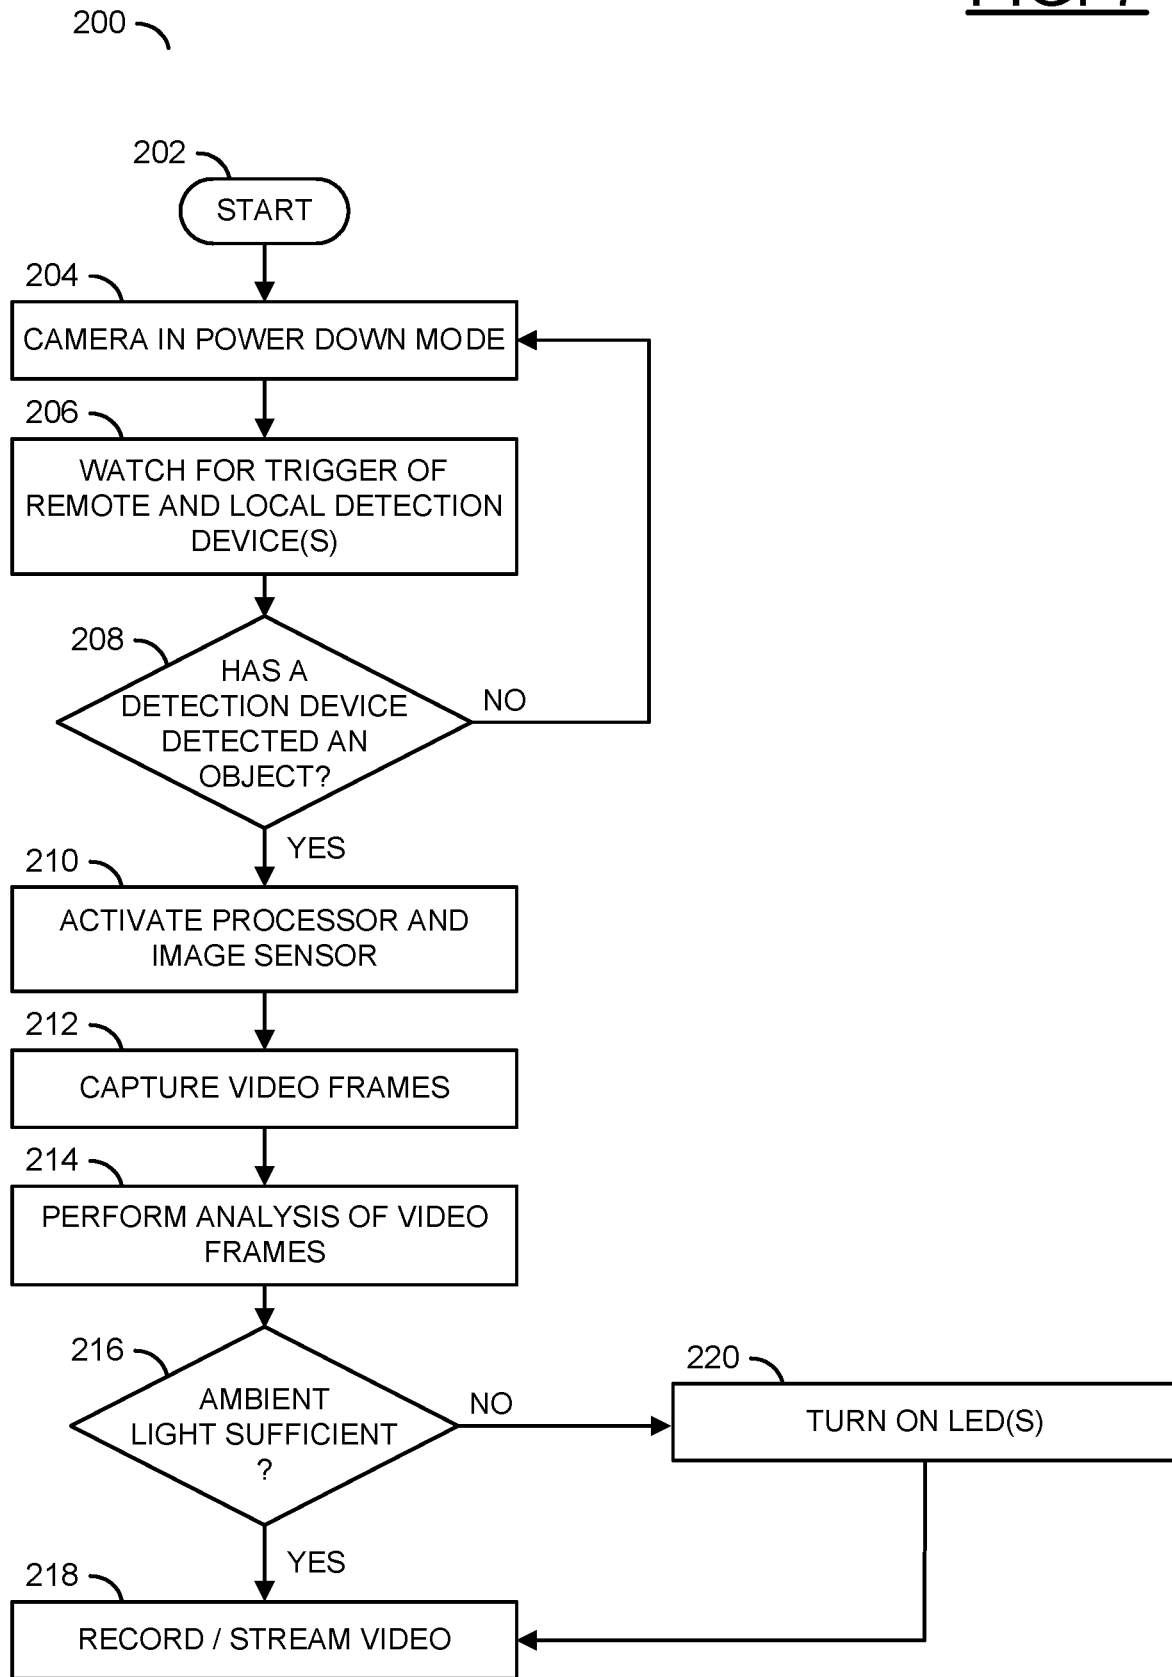 200
202
START
204
CAMERA IN POWER DOWN MODE
206
WATCH FOR TRIGGER OF
REMOTE AND LOCAL DETECTION
DEVICE(S)
208
HAS A
DETECTION DEVICE
DETECTED AN
OBJECT?
NO
YES
210
ACTIVATE PROCESSOR AND
IMAGE SENSOR
212
CAPTURE VIDEO FRAMES
214
PERFORM ANALYSIS OF VIDEO
FRAMES
216
AMBIENT
LIGHT SUFFICIENT
?
NO
220
TURN ON LED(S)
YES
218
RECORD / STREAM VIDEO